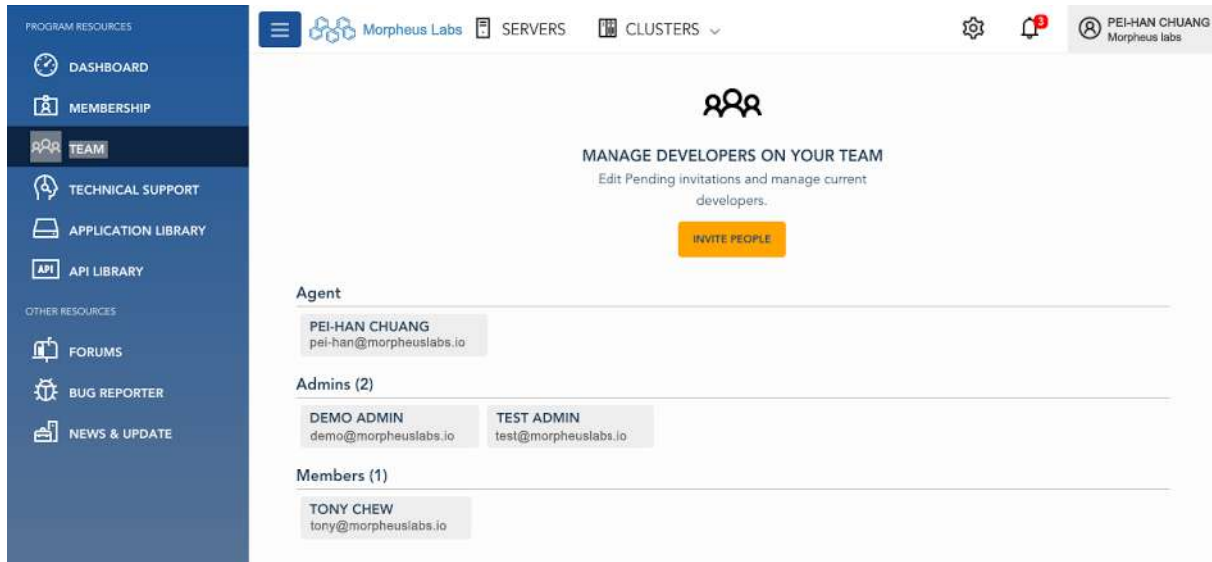 PROGRAM RESOURCES
DASHBOARD
MEMBERSHIP
TEAM
TECHNICAL SUPPORT
APPLICATION LIBRARY
API
API LIBRARY
OTHER RESOURCES
FORUMS
BUG REPORTER
NEWS & UPDATE
Morpheus Labs
SERVERS
CLUSTERS
3
PEI-HAN CHUANG
Morpheus labs
MANAGE DEVELOPERS ON YOUR TEAM
Edit Pending invitations and manage current
developers.
INVITE PEOPLE
Agent
PEI-HAN CHUANG
pei-han@morpheuslabs.io
Admins (2)
DEMO ADMIN
demo@morpheuslabs.io
TEST ADMIN
test@morpheuslabs.io
Members (1)
TONY CHEW
tony@morpheuslabs.io